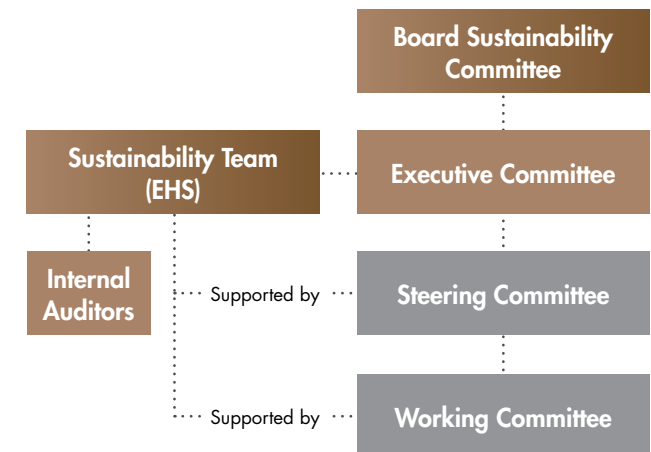 Board Sustainability
Committee
Sustainability Team
(EHS)
Executive Committee
Internal
Auditors
Supported by
Steering Committee
Supported by
Working Committee